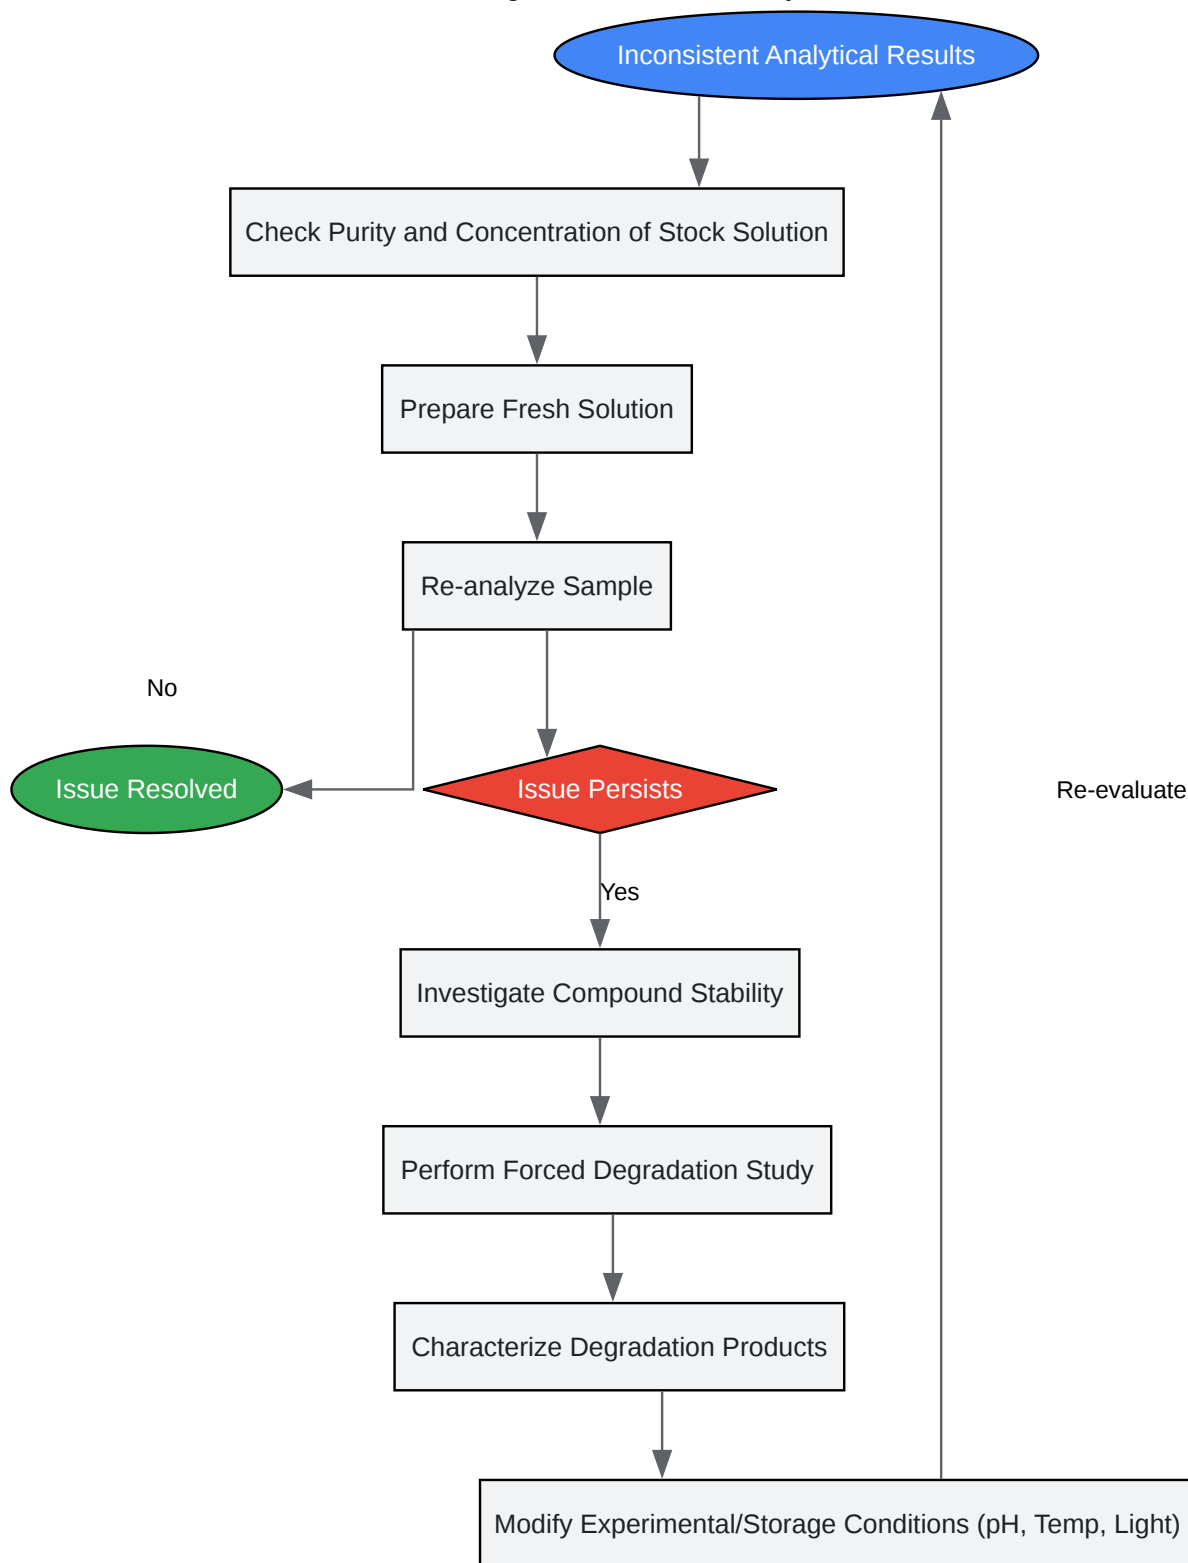 Inconsistent Analytical Results
Check Purity and Concentration of Stock Solution
Prepare Fresh Solution
Re-analyze Sample
No
Issue Resolved
Issue Persists
Re-evaluate
Yes
Investigate Compound Stability
Perform Forced Degradation Study
Characterize Degradation Products
Modify Experimental/Storage Conditions (pH, Temp, Light)